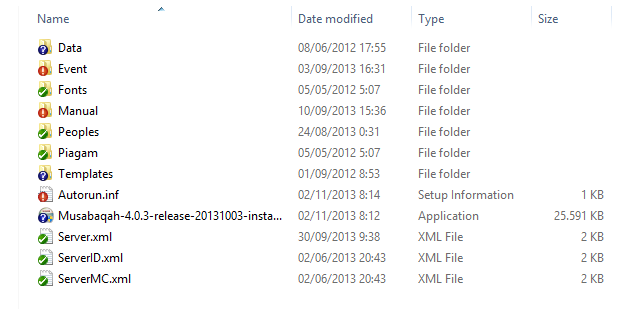 Name Date modified Type Size
Data 08/06/2012 17:55 File folder
Event 03/09/2013 16:31 File folder
Fonts 05/05/2012 5:07 File folder
Manual 10/09/2013 15:36 File folder
Peoples 24/08/2013 0:31 File folder
Piagam 05/05/2012 5:07 File folder
Templates 01/09/2012 8:53 File folder
Autorun.inf 02/11/2013 8:14 Setup Information 1 KB
Musabaqah-4.0.3-release-20131003-insta... 02/11/2013 8:12 Application 25.591 KB
Server.xml 30/09/2013 9:38 XML File 2 KB
ServerID.xml 02/06/2013 20:43 XML File 2 KB
ServerMC.xml 02/06/2013 20:43 XML File 2 KB